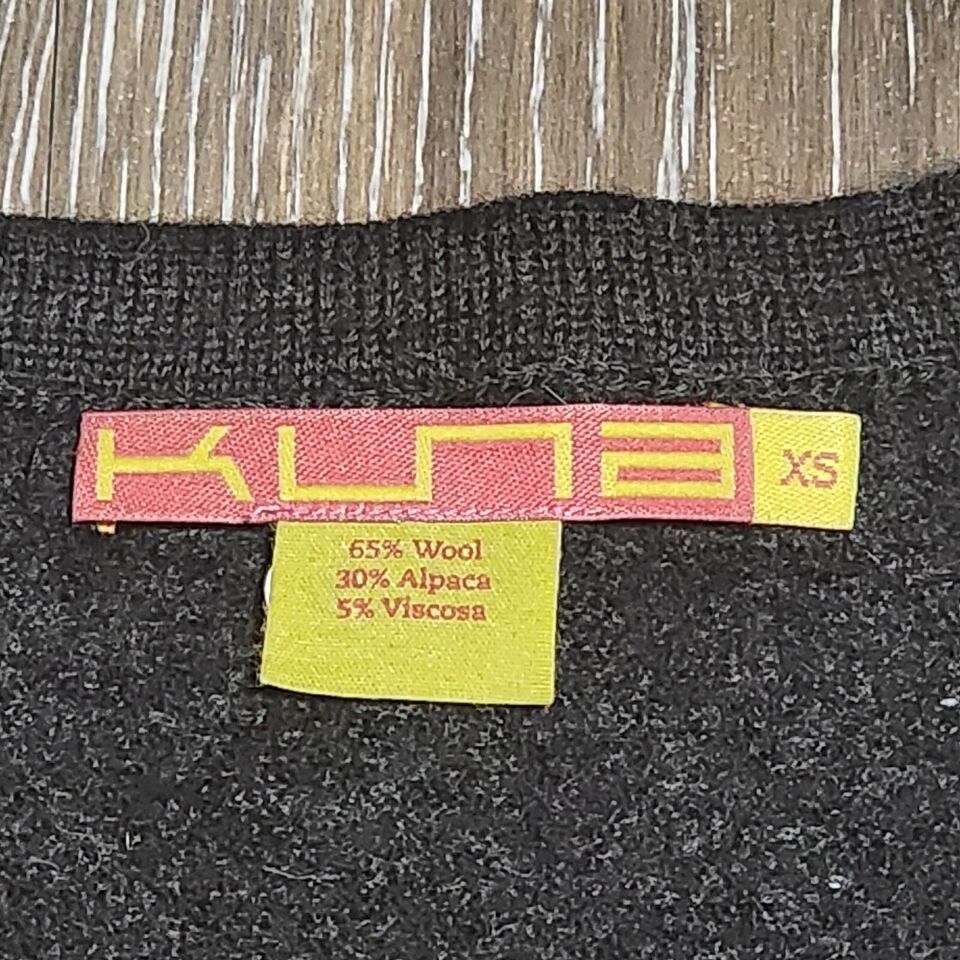 KUNA
XS
65% Wool
30% Alpaca
5% Viscosa